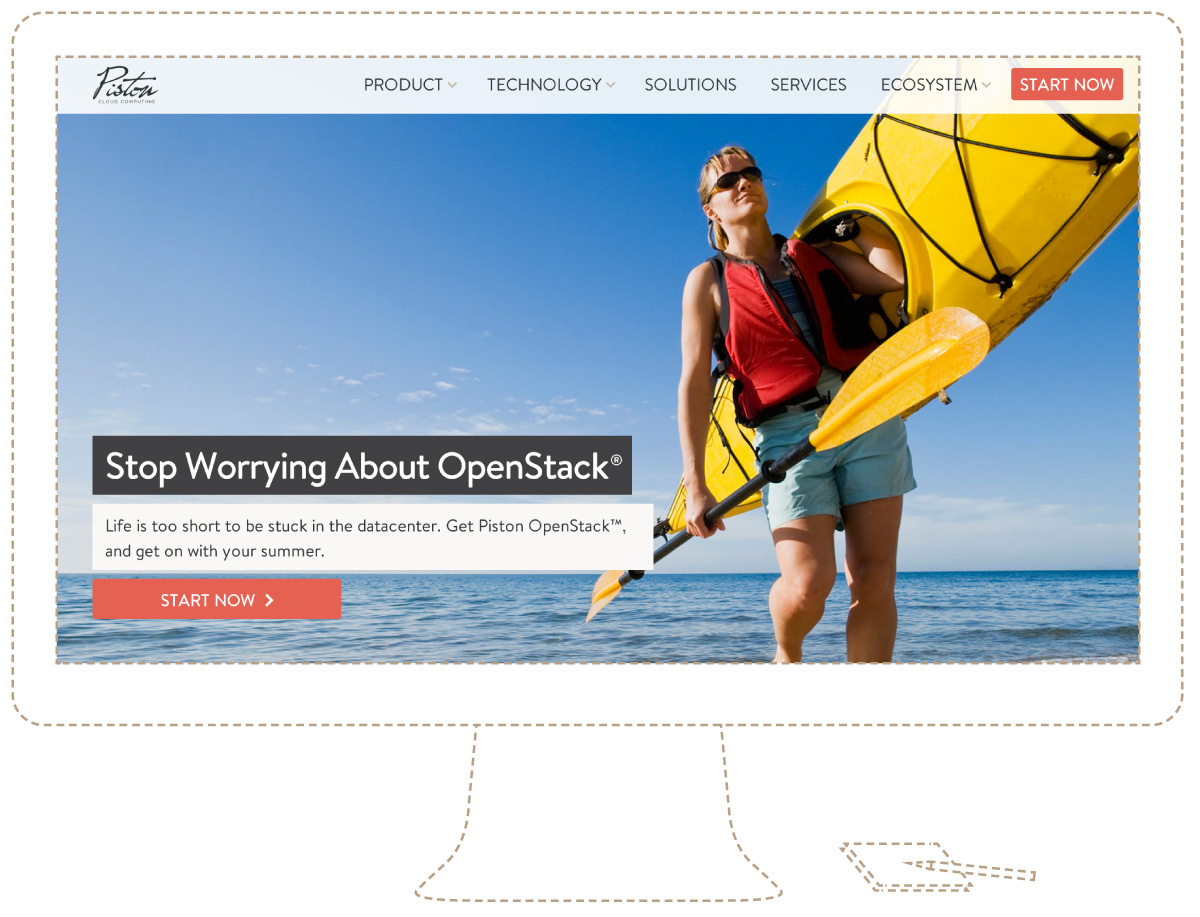 Piston
CLOUD COMPUTING
PRODUCT
TECHNOLOGY
SOLUTIONS
SERVICES
ECOSYSTEM
START NOW
Stop Worrying About OpenStack®
Life is too short to be stuck in the datacenter. Get Piston OpenStack™,
and get on with your summer.
START NOW